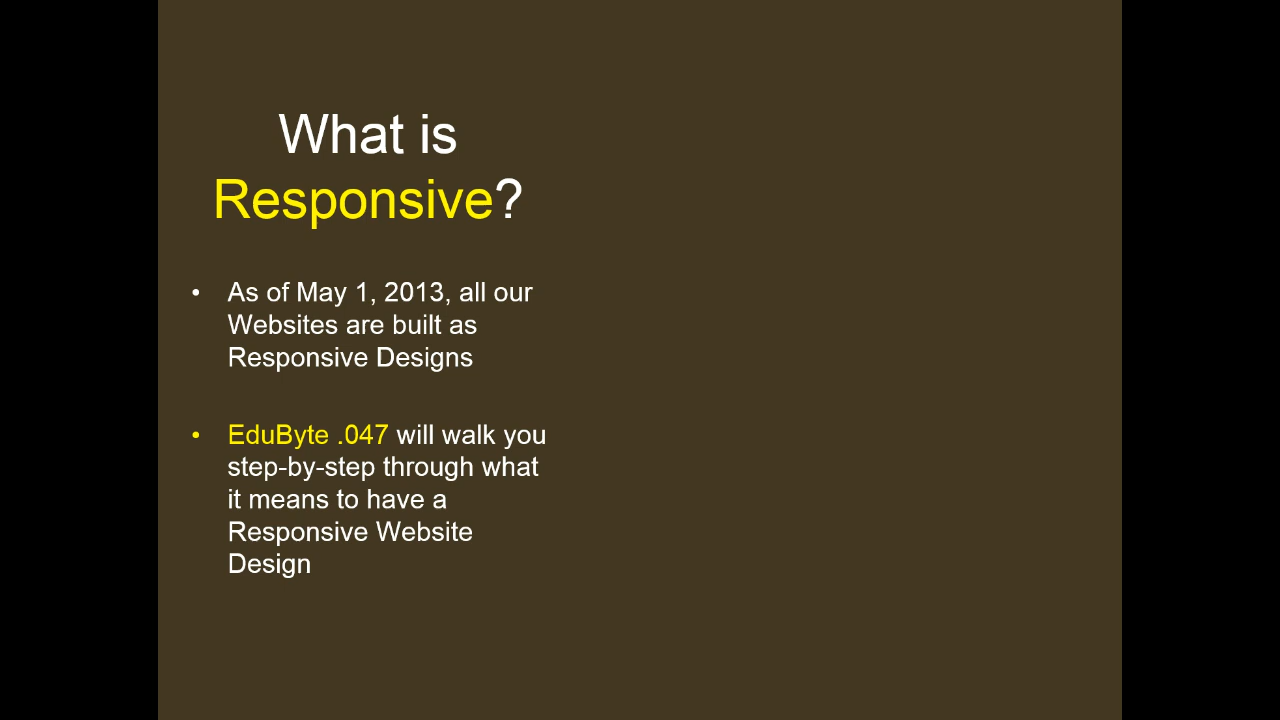 What is
Responsive?
• As of May 1, 2013, all our
Websites are built as
Responsive Designs
• EduByte .047 will walk you
step-by-step through what
it means to have a
Responsive Website
Design